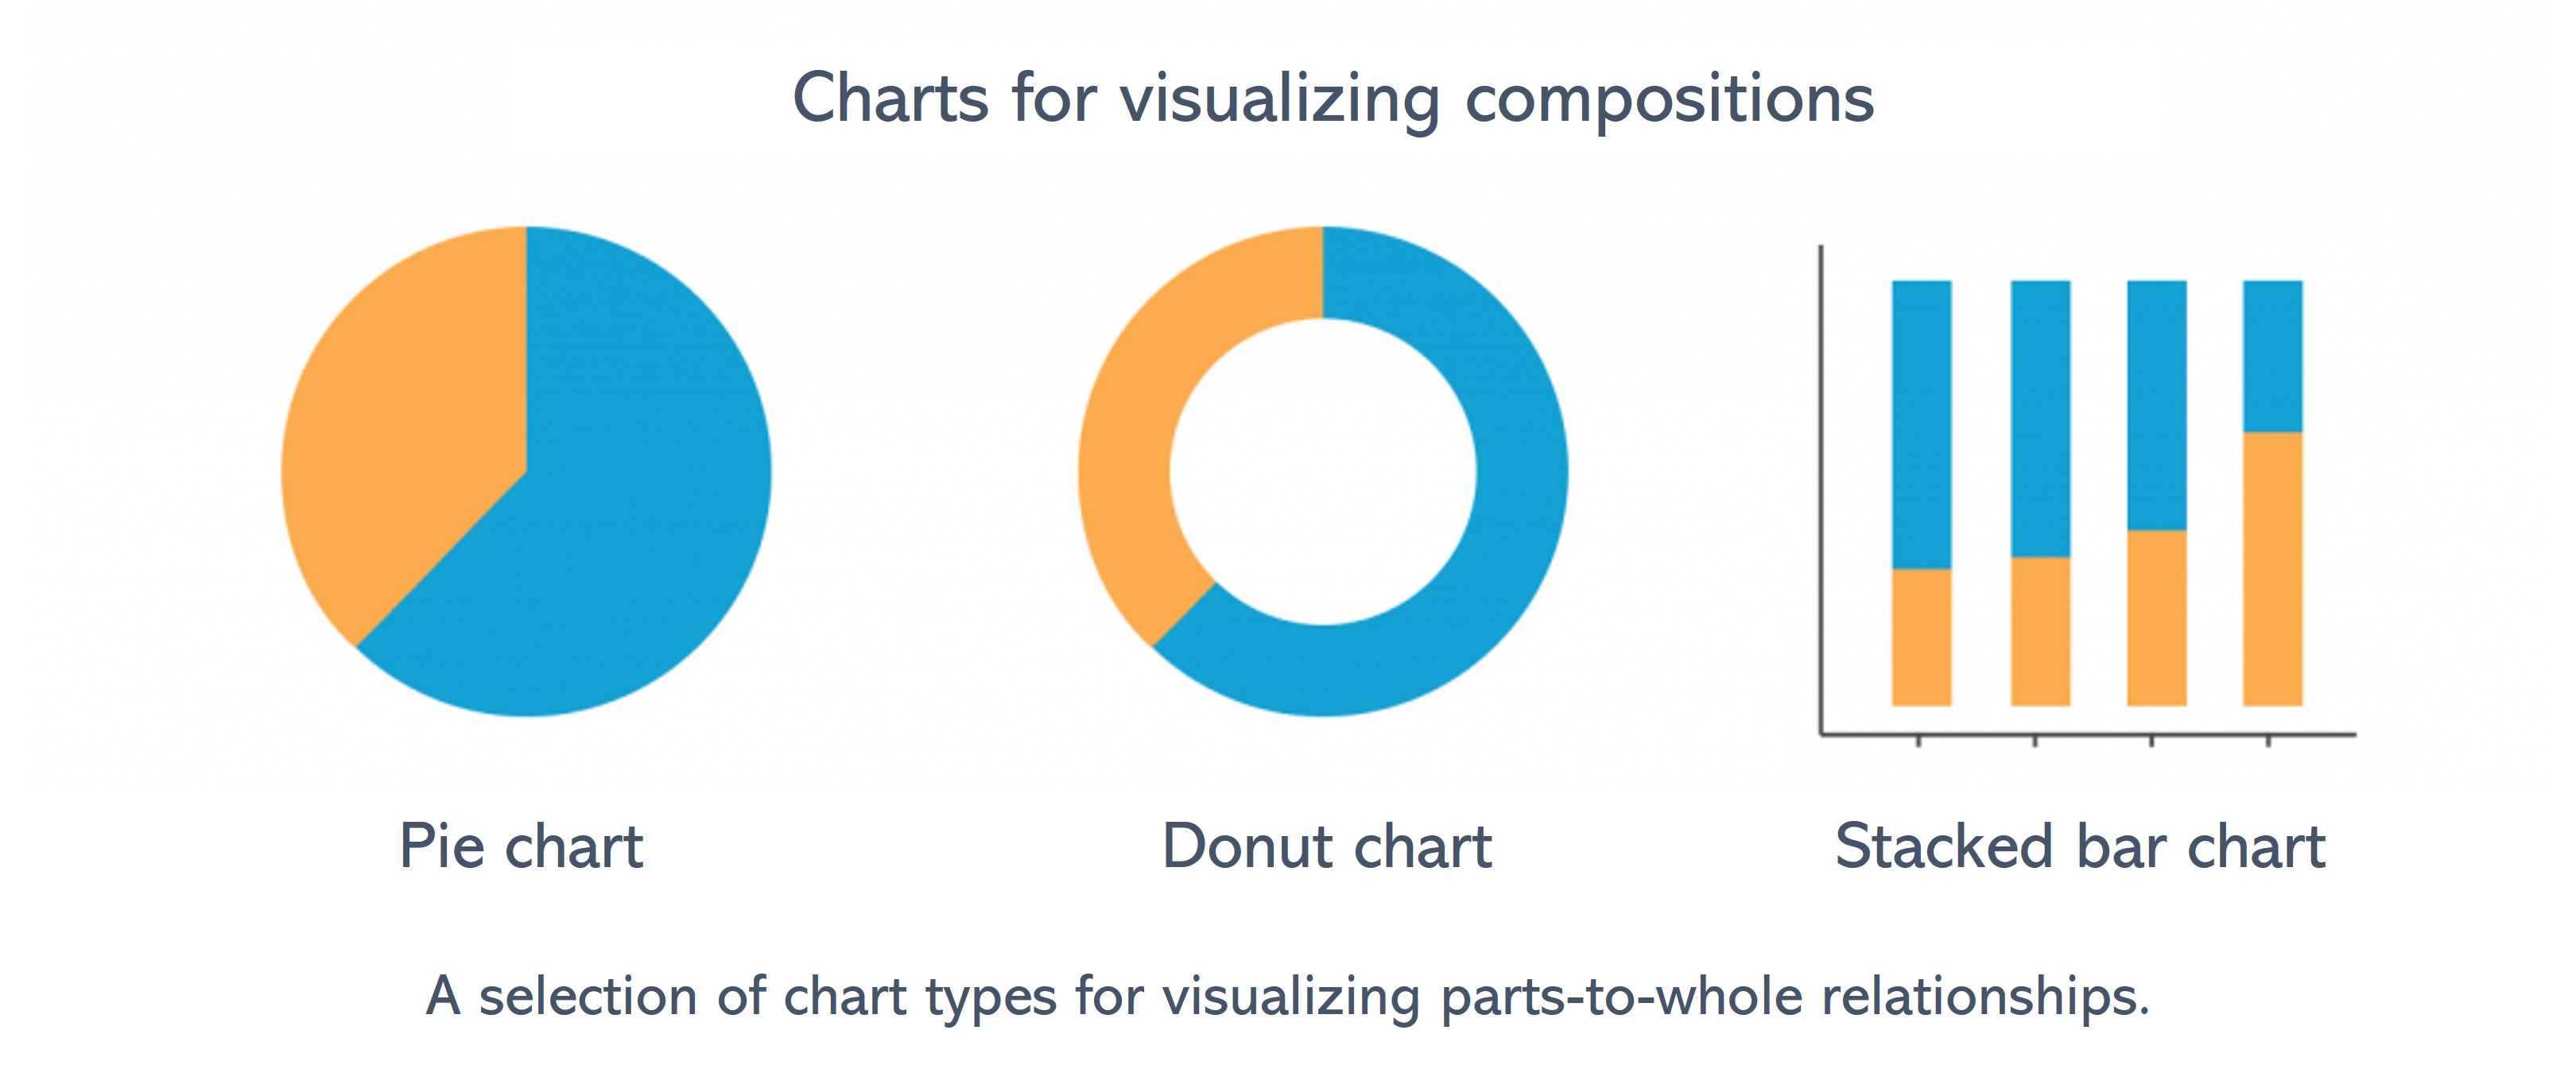 Charts for visualizing compositions
Pie chart
Donut chart
Stacked bar chart
A selection of chart types for visualizing parts-to-whole relationships.